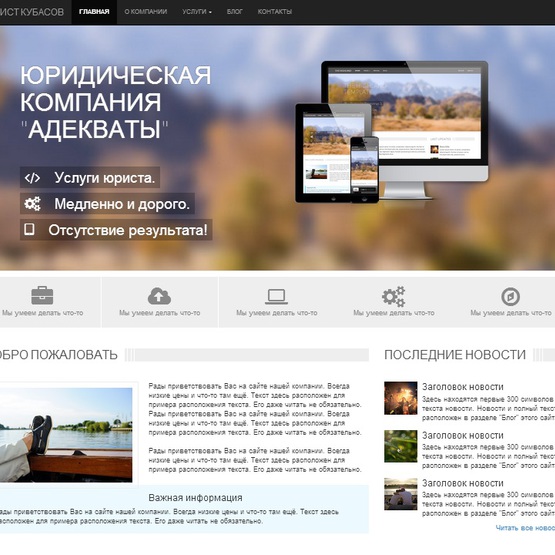 ИСТ КУБАСОВ ГЛАВНАЯ О КОМПАНИИ УСЛУГИ БЛОГ КОНТАКТЫ
ЮРИДИЧЕСКАЯ
КОМПАНИЯ
"АДЕКВАТЫ"
Услуги юриста.
Медленно и дорого.
Отсутствие результата!
Мы умеем делать что-то Мы умеем делать что-то Мы умеем делать что-то Мы умеем делать что-то Мы умеем делать что-то
ОБРО ПОЖАЛОВАТЬ
Рады приветствовать Вас на сайте нашей компании. Всегда
низкие цены и что-то там ещё. Текст здесь расположен для
примера расположения текста. Его даже читать не обязательно.
Рады приветствовать Вас на сайте нашей компании. Всегда
низкие цены и что-то там ещё. Текст здесь расположен для
примера расположения текста. Его даже читать не обязательно.
Рады приветствовать Вас на сайте нашей компании. Всегда
низкие цены и что-то там ещё. Текст здесь расположен для
примера расположения текста. Его даже читать не обязательно.
Важная информация
ады приветствовать Вас на сайте нашей компании. Всегда низкие цены и что-то там ещё. Текст здесь
асположен для примера расположения текста. Его даже читать не обязательно.
ПОСЛЕДНИЕ НОВОСТИ
Заголовок новости
Здесь находятся первые 300 символов
текста новости. Новости и полный текст
расположен в разделе "Блог" этого сайт
Заголовок новости
Здесь находятся первые 300 символов
текста новости. Новости и полный текст
расположен в разделе "Блог" этого сайт
Заголовок новости
Здесь находятся первые 300 символов
текста новости. Новости и полный текст
расположен в разделе "Блог" этого сайт
Читать все новос